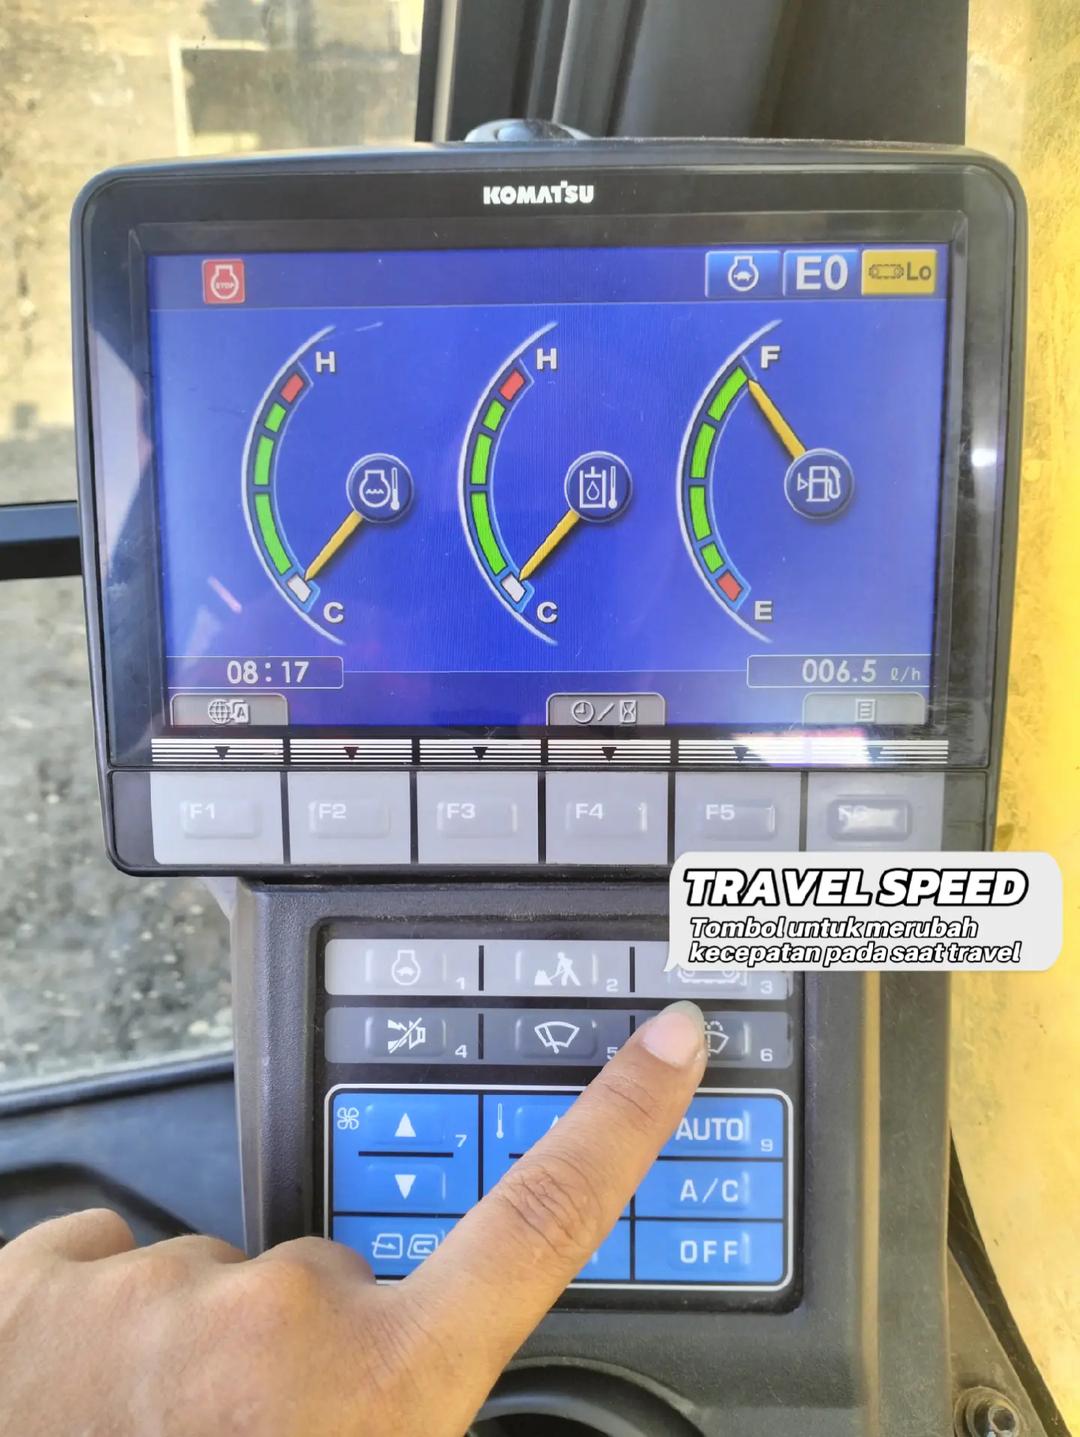 KOMATSU
STOP
E0
Lo
H
H
F
C
C
E
08:17
006.5 ℓ/h
A
F1
F2
F3
F4
F5
TRAVEL SPEED
Tombol untuk merubah
kecepatan pada saat travel
1
2
3
4
5
6
7
AUTO
9
A/C
OFF